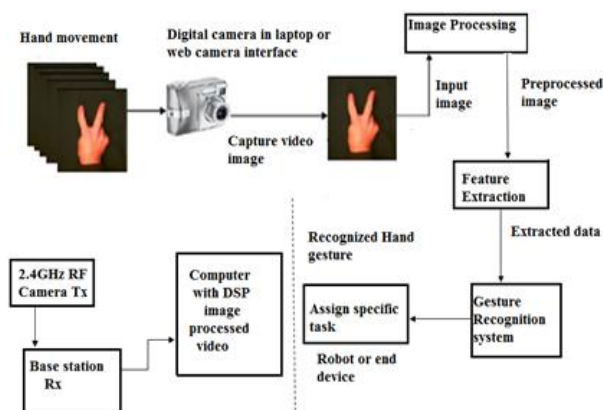 Hand movement
Digital camera in laptop or
web camera interface
Image Processing
Input
image
Preprocessed
image
Capture video
image
Feature
Extraction
Extracted data
Recognized Hand
gesture
2.4GHz RF
Camera Tx
Computer
with DSP
image
processed
video
Assign specific
task
Gesture
Recognition
system
Robot or end
device
Base station
Rx